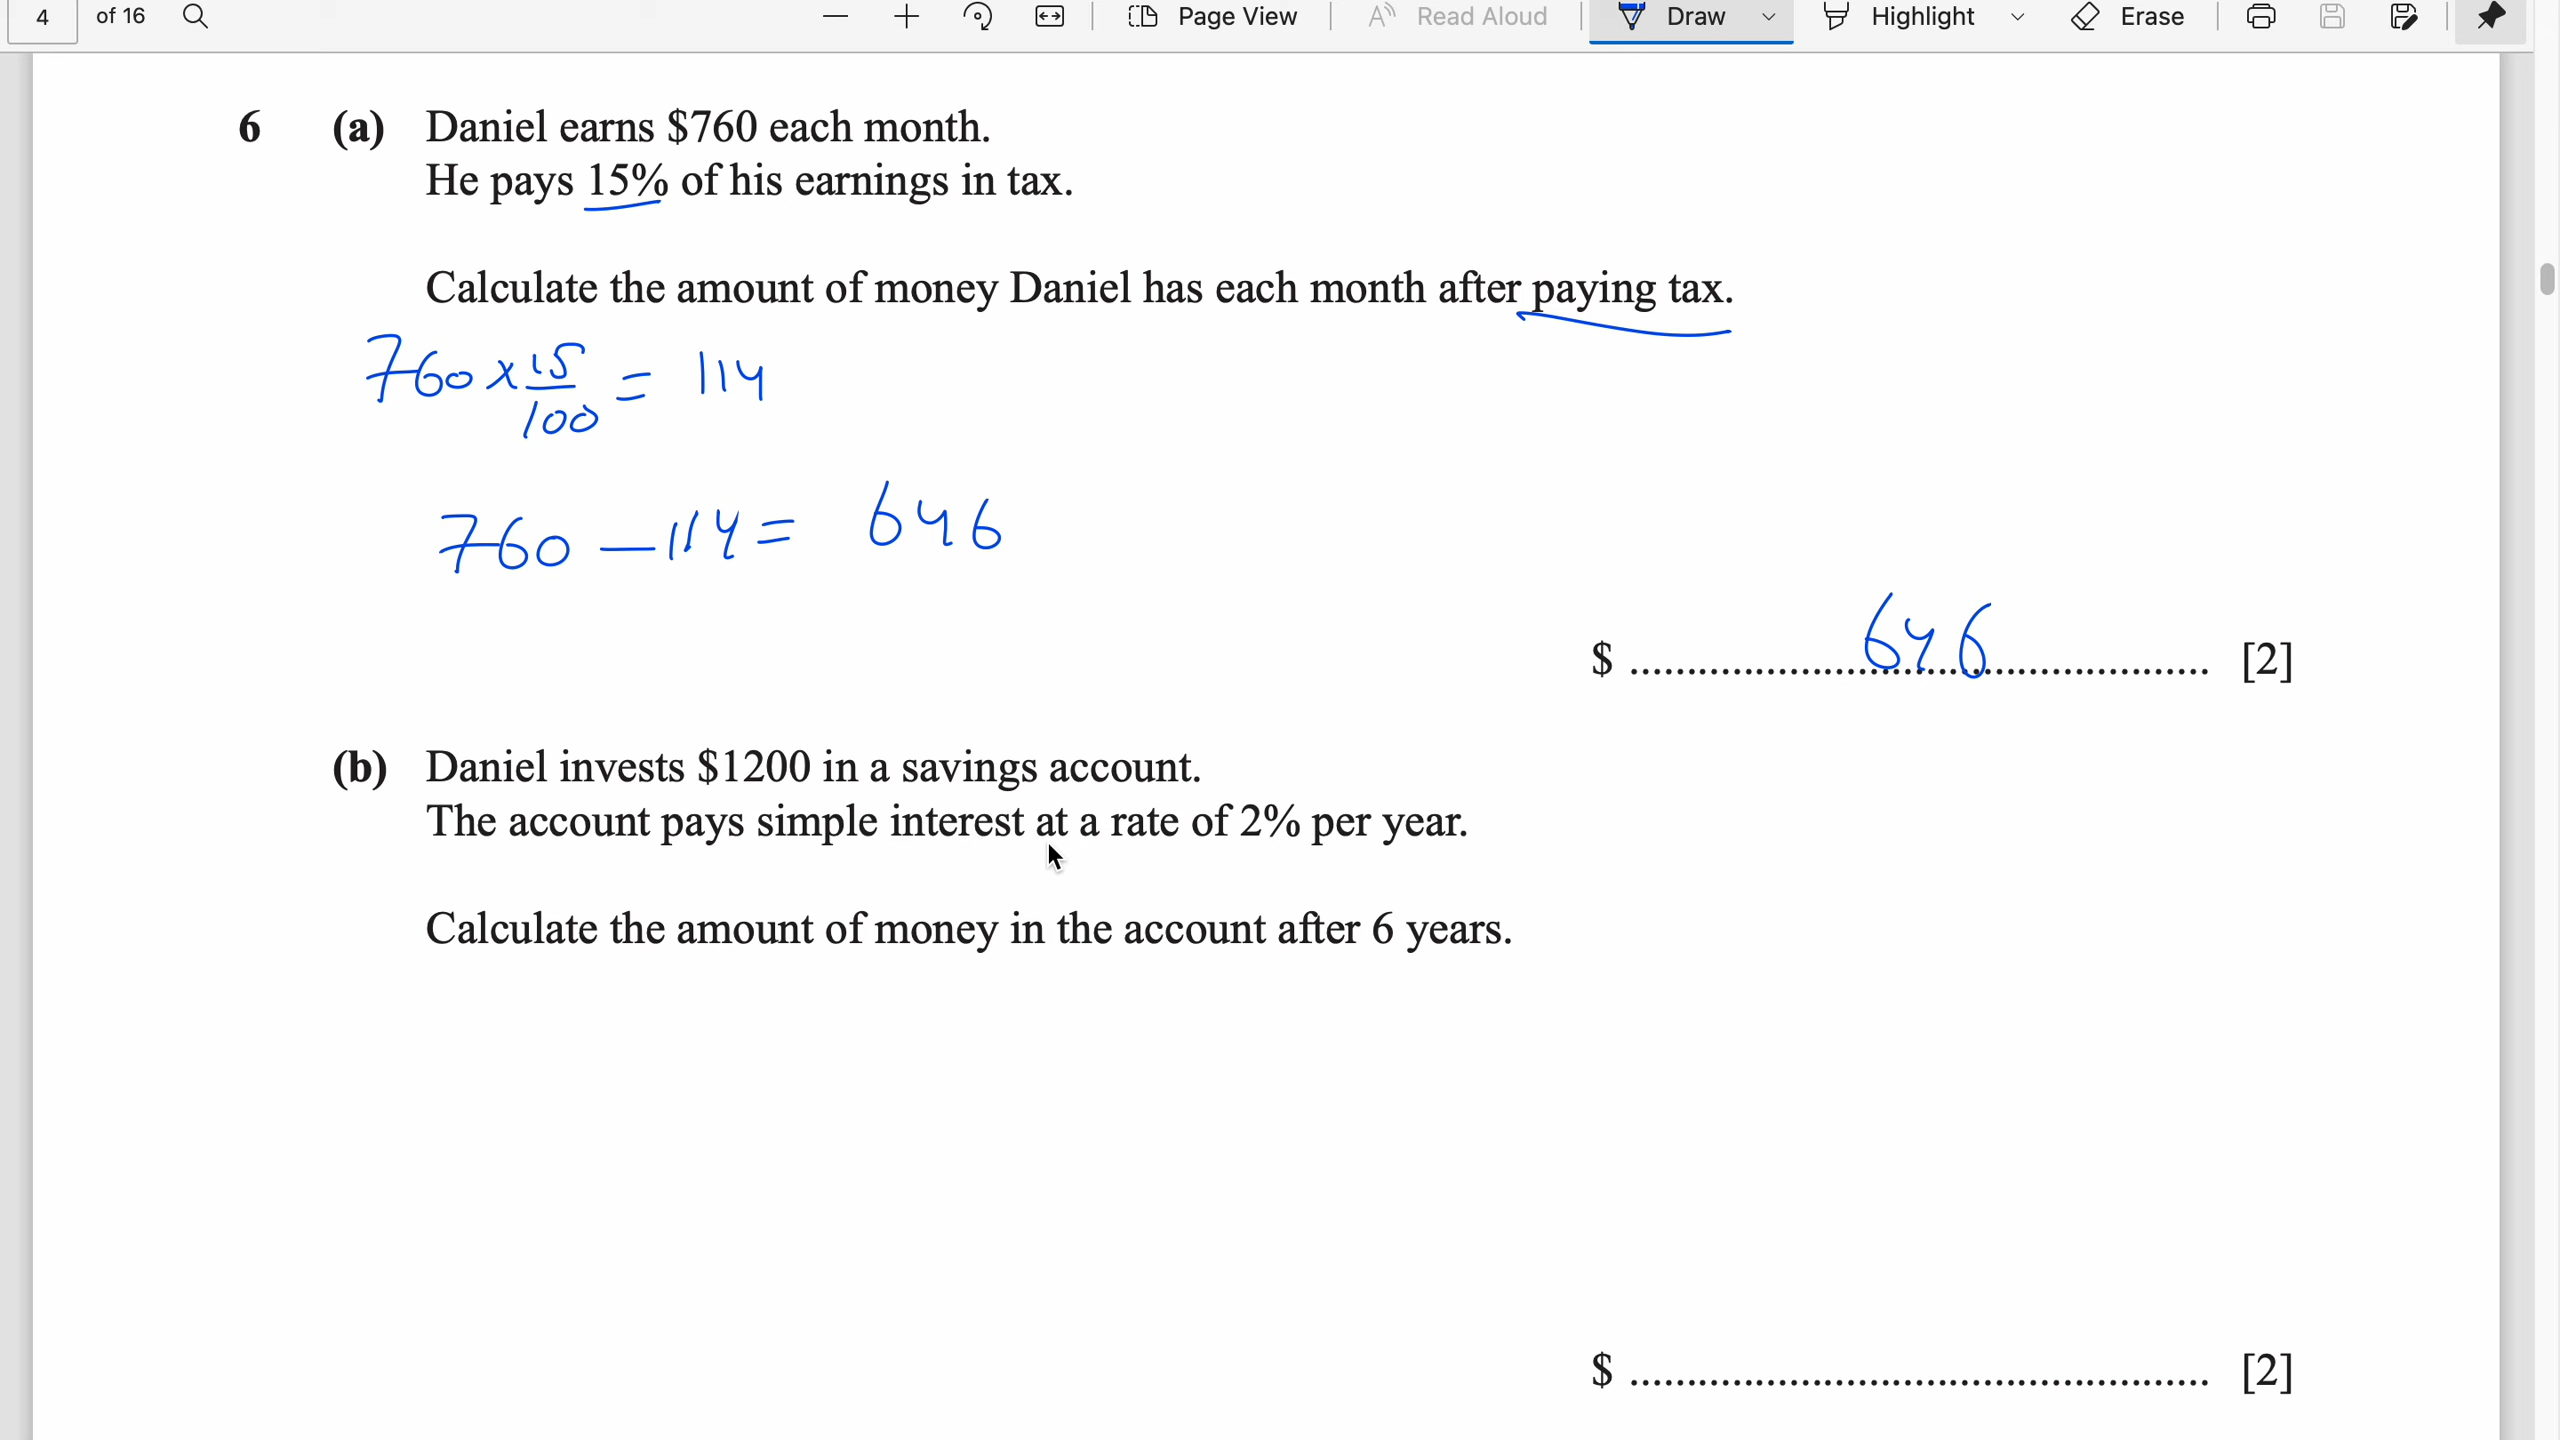 4 of 16 Page View Read Aloud Draw Highlight Erase
6 (a) Daniel earns $760 each month.
He pays 15% of his earnings in tax.
Calculate the amount of money Daniel has each month after paying tax.
760 × 15/100 = 114
760 – 114 = 646
$ .................................................. 646 [2]
(b) Daniel invests $1200 in a savings account.
The account pays simple interest at a rate of 2% per year.
Calculate the amount of money in the account after 6 years.
$ .................................................. [2]